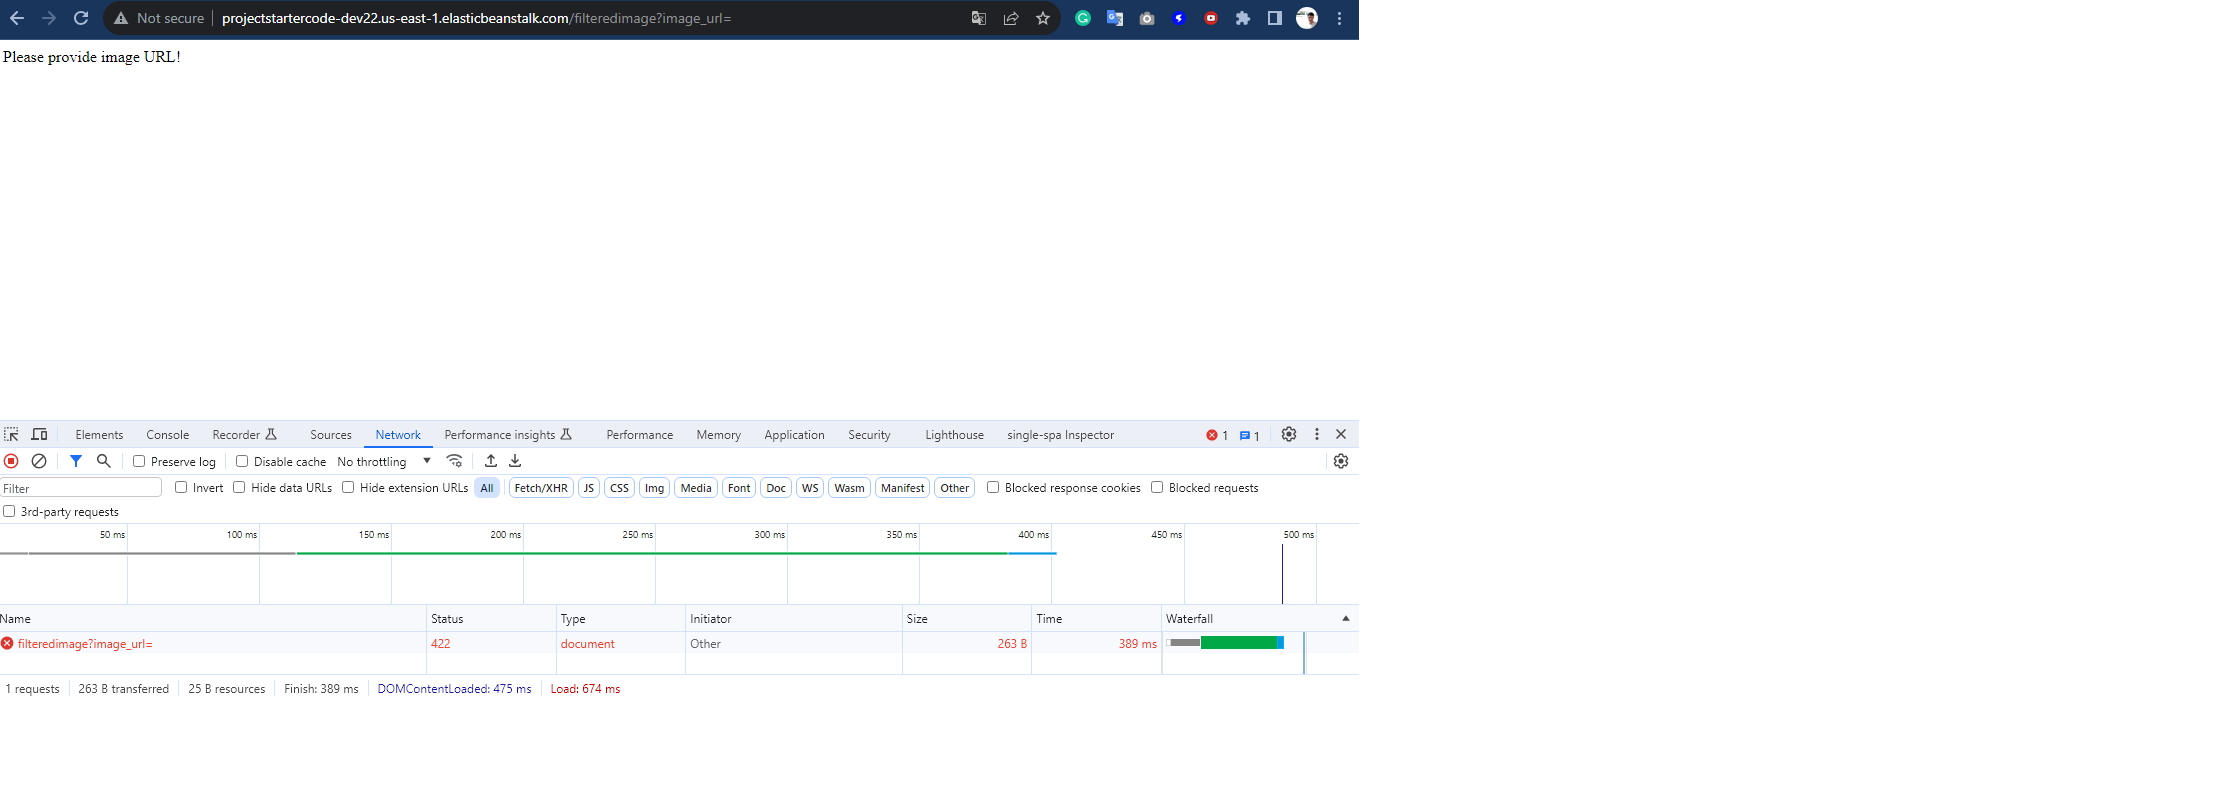 Not secure projectstartercode-dev22.us-east-1.elasticbeanstalk.com/filteredimage?image_url=
Please provide image URL!
Elements Console Recorder Sources Network Performance insights Performance Memory Application Security Lighthouse single-spa Inspector 1 1
Preserve log Disable cache No throttling
Filter Invert Hide data URLs Hide extension URLs All Fetch/XHR JS CSS Img Media Font Doc WS Wasm Manifest Other Blocked response cookies Blocked requests
3rd-party requests
50 ms 100 ms 150 ms 200 ms 250 ms 300 ms 350 ms 400 ms 450 ms 500 ms
Name Status Type Initiator Size Time Waterfall
filteredimage?image_url= 422 document Other 263 B 389 ms
1 requests 263 B transferred 25 B resources Finish: 389 ms DOMContentLoaded: 475 ms Load: 674 ms